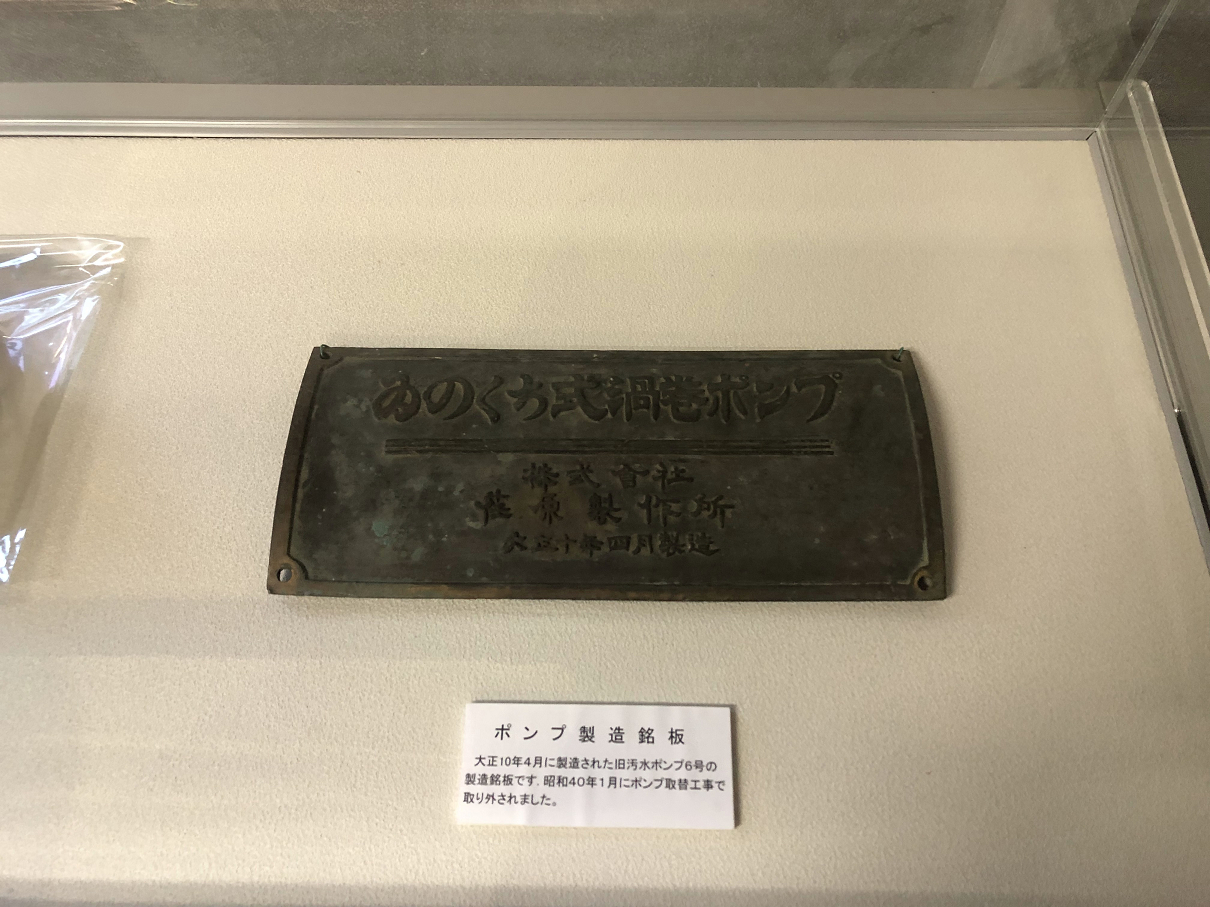 ゐのくち式渦巻ポンプ
株式會社
荏原製作所
大正十年四月製造
ポンプ製造銘板
大正10年4月に製造された旧汚水ポンプ6号の
製造銘板です.昭和40年1月にポンプ取替工事で
取り外されました。